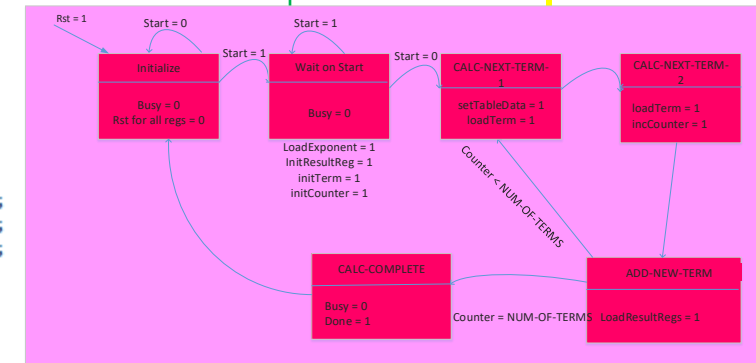 Rst = 1
Start = 0
Start = 1
Start = 1
Start = 0
Initialize
Busy = 0
Rst for all regs = 0
Wait on Start
Busy = 0
LoadExponent = 1
InitResultReg = 1
initTerm = 1
initCounter = 1
CALC-NEXT-TERM-
1
setTableData = 1
loadTerm = 1
CALC-NEXT-TERM-
2
loadTerm = 1
incCounter = 1
Counter < NUM-OF-TERMS
CALC-COMPLETE
Busy = 0
Done = 1
Counter = NUM-OF-TERMS
ADD-NEW-TERM
LoadResultRegs = 1